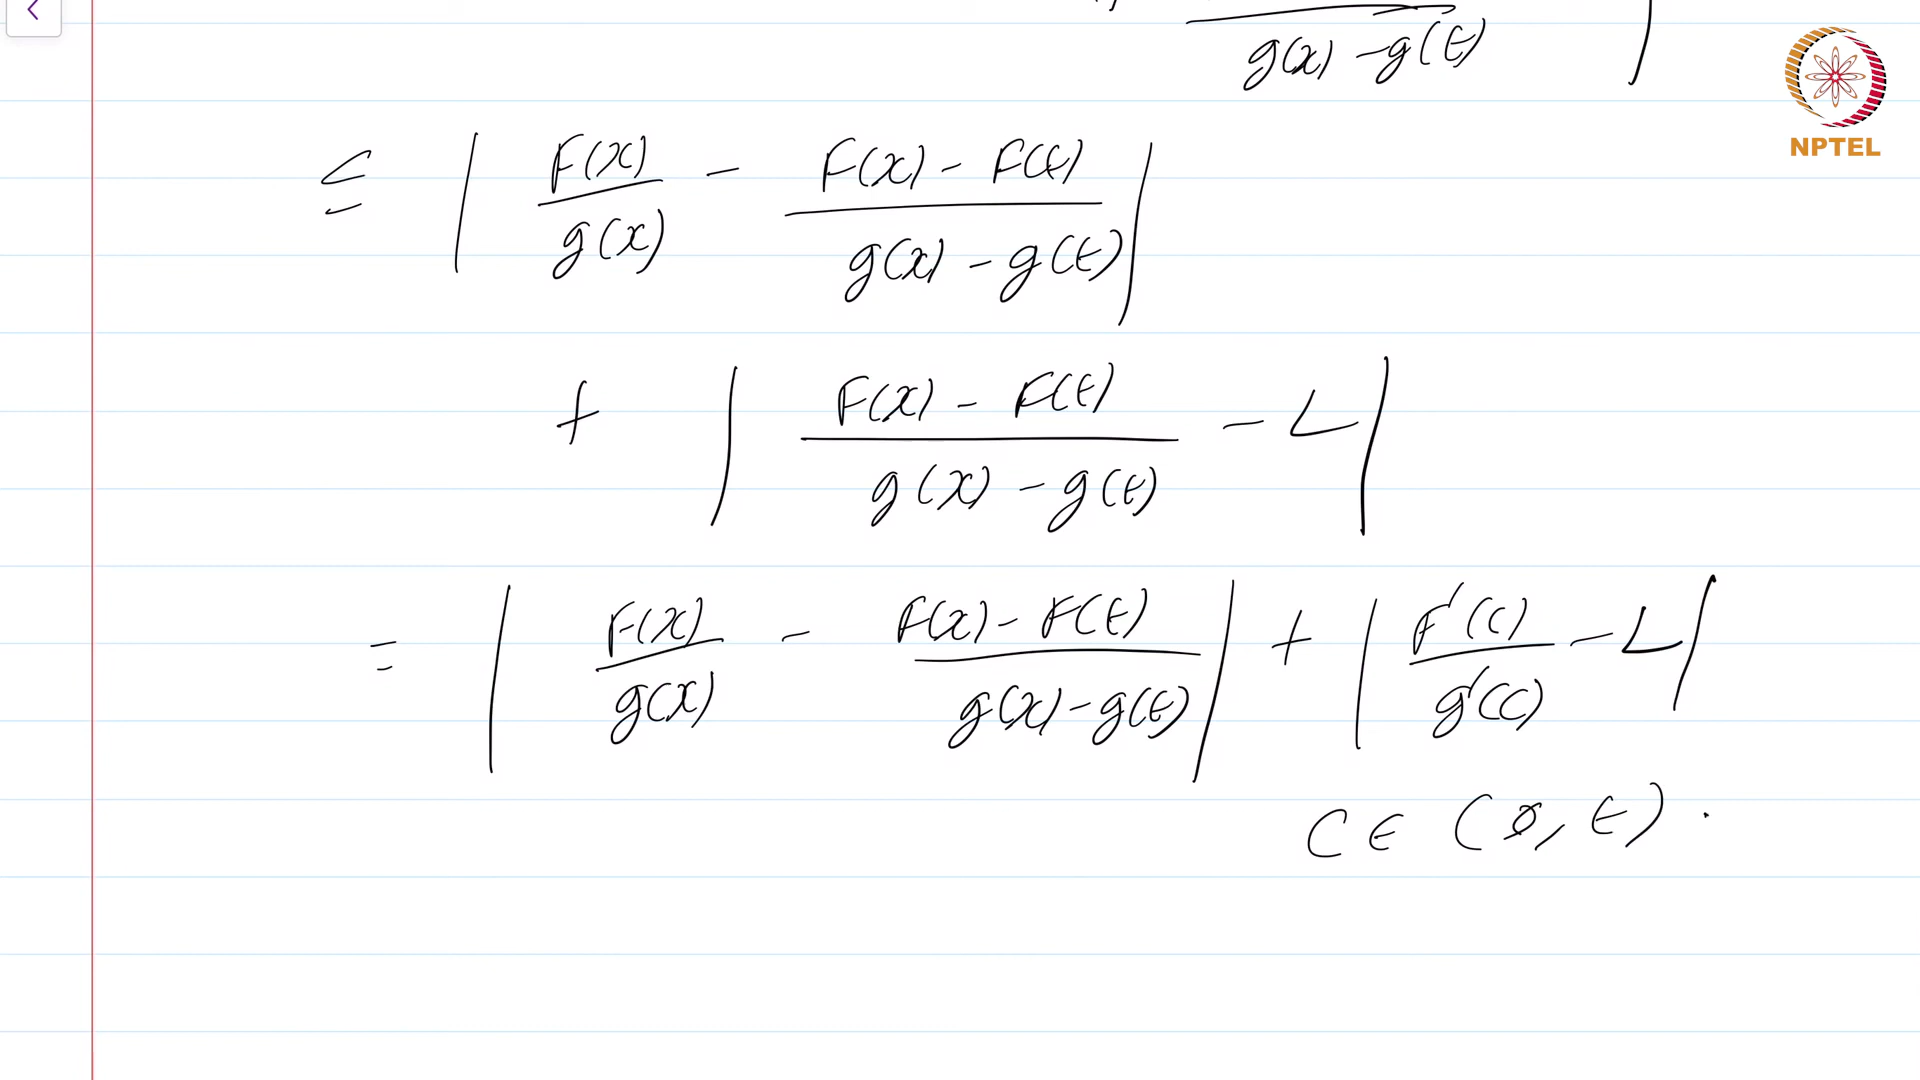 g(x) - g(t) |
NPTEL
≤ | F(x)/g(x) - (F(x) - F(t))/(g(x) - g(t)) |
+ | (F(x) - F(t))/(g(x) - g(t)) - L |
= | F(x)/g(x) - (F(x) - F(t))/(g(x) - g(t)) | + | F'(c)/g'(c) - L |
c ∈ (x, t) .